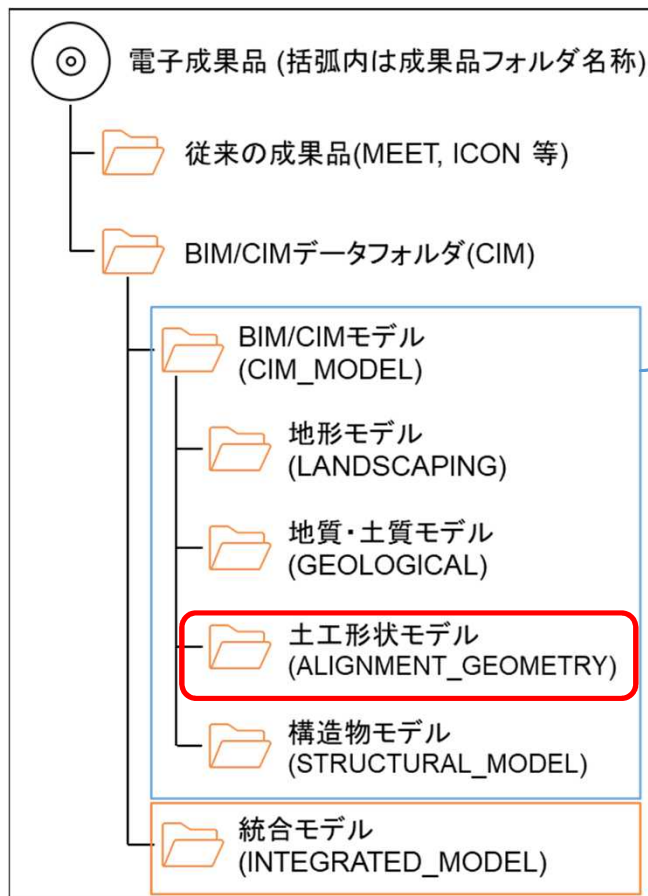 電子成果品 (括弧内は成果品フォルダ名称)
従来の成果品(MEET, ICON 等)
BIM/CIMデータフォルダ(CIM)
BIM/CIMモデル
(CIM_MODEL)
地形モデル
(LANDSCAPING)
地質・土質モデル
(GEOLOGICAL)
土工形状モデル
(ALIGNMENT_GEOMETRY)
構造物モデル
(STRUCTURAL_MODEL)
統合モデル
(INTEGRATED_MODEL)